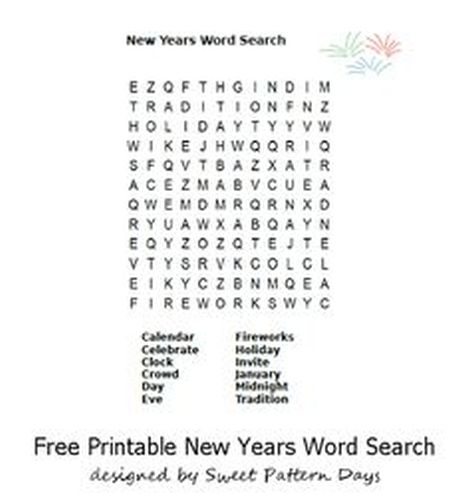 New Years Word Search
E Z Q F T H G I N D I M
T R A D I T I O N F N Z
H O L I D A Y T Y Y V W
W I K E J H W Q Q R I Q
S F Q V T B A Z X A T R
A C E Z M A B V C U E A
Q W E M D M R Q R N X D
R Y U A W X A B Q A Y N
E Q Y Z O Z Q T E J T E
V T Y S R V K C O L C L
E I K Y C Z B N M Q E A
F I R E W O R K S W Y C
Calendar Fireworks
Celebrate Holiday
Clock Invite
Crowd January
Day Midnight
Eve Tradition
Free Printable New Years Word Search
designed by Sweet Pattern Days